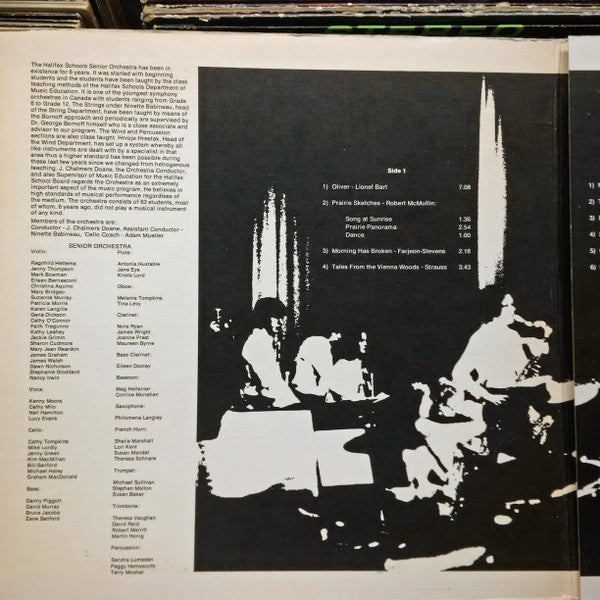 STEREO
The Halifax Schools Senior Orchestra has been in
existence for 6 years. It was started with beginning
students and the students have been taught by the class
teaching methods of the Halifax Schools Department of
Music Education. It is one of the youngest symphony
orchestras in Canada with students ranging from Grade
6 to Grade 12. The Strings under Ninette Babineau, head
of the String Department, have been taught by means of
the Bornoff approach and periodically are supervised by
Dr. George Bornoff himself who is a close associate and
advisor to our program. The Wind and Percussion
sections are also class taught. Hrvoje Hrestak, Head of
the Wind Department, has set up a system whereby all
like instruments are dealt with by a specialist in that
area thus a higher standard has been possible during
these last few years since we changed from hetrogenous
teaching. J. Chalmers Doane, the Orchestra Conductor,
and also Supervisor of Music Education for the Halifax
School Board regards the Orchestra as an extremely
important aspect of the music program. He believes in
high standards of musical performance regardless of
the medium. The orchestra consists of 63 students, most
of whom, 6 years ago, did not play a musical instrument
of any kind.
Members of the orchestra are:
Conductor - J. Chalmers Doane, Assistant Conductor -
Ninette Babineau, 'Cello Coach - Adam Mueller
SENIOR ORCHESTRA
Violin:
Ragnhild Hatlema
Jenny Thompson
Mark Bowman
Eileen Bernasconi
Christine Aquino
Mary Bridgeo
Suzanne Murray
Patricia Morris
Karen Langille
Gena Dickson
Cathy O'Connor
Faith Tregunno
Kathy Leahey
Jackie Grimm
Sharon Cudmore
Mary Jean Reardon
James Graham
James Walsh
Dawn Nicholson
Stephanie Stoddard
Nancy Irwin
Viola:
Kenny Moors
Cathy Milo
Neil Hamilton
Lucy Evans
Cello:
Cathy Tompkins
Mike Lordly
Jenny Green
Kim MacMillan
Bill Sanford
Michael Haley
Graham MacDonald
Bass:
Danny Piggott
David Murray
Bruce Jacobs
Zane Sanford
Flute:
Antonia Huxtable
Jane Eye
Krista Lord
Oboe:
Melanie Tompkins
Tina Levy
Clarinet:
Nora Ryan
James Wright
Joanne Prest
Maureen Byrne
Bass Clarinet:
Eileen Dooley
Bassoon:
Meg Helleiner
Corrine Monahan
Saxophone:
Philomena Langley
French Horn:
Sheila Marshall
Lori Kent
Susan Mendel
Theresa Schnare
Trumpet:
Michael Sullivan
Stephen Mollon
Susan Baker
Trombone:
Theresa Vaughan
David Reid
Robert Merritt
Martin Honig
Percussion:
Sandra Lumsden
Peggy Hemsworth
Terry Mosher
Side 1
1) Oliver - Lionel Bart 7.08
2) Prairie Sketches - Robert McMullin:
Song at Sunrise 1.36
Prairie Panorama 2.54
Dance 1.00
3) Morning Has Broken - Farjeon-Stevens 2.18
4) Tales From the Vienna Woods - Strauss 3.43